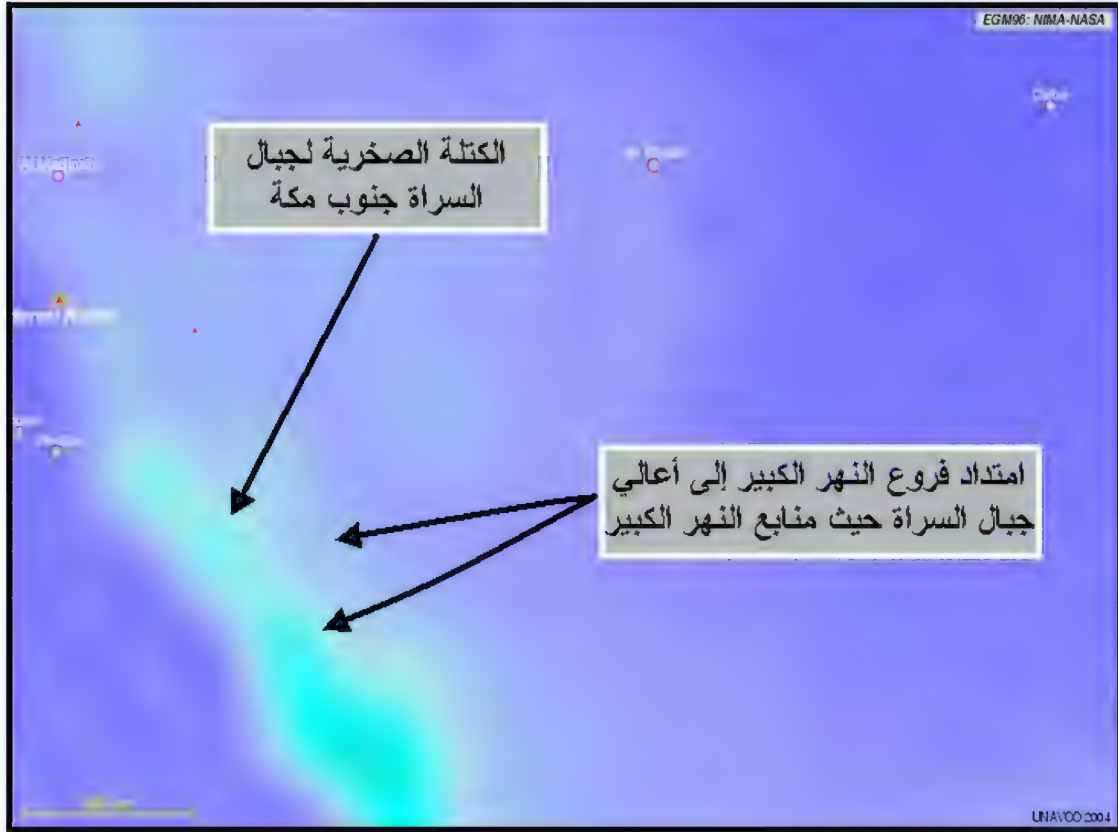 EGM96: NIMA-NASA
الكتلة الصخرية لجبال
السراة جنوب مكة
امتداد فروع النهر الكبير إلى أعالي
جبال السراة حيث منابع النهر الكبير
UNAVCO 2004